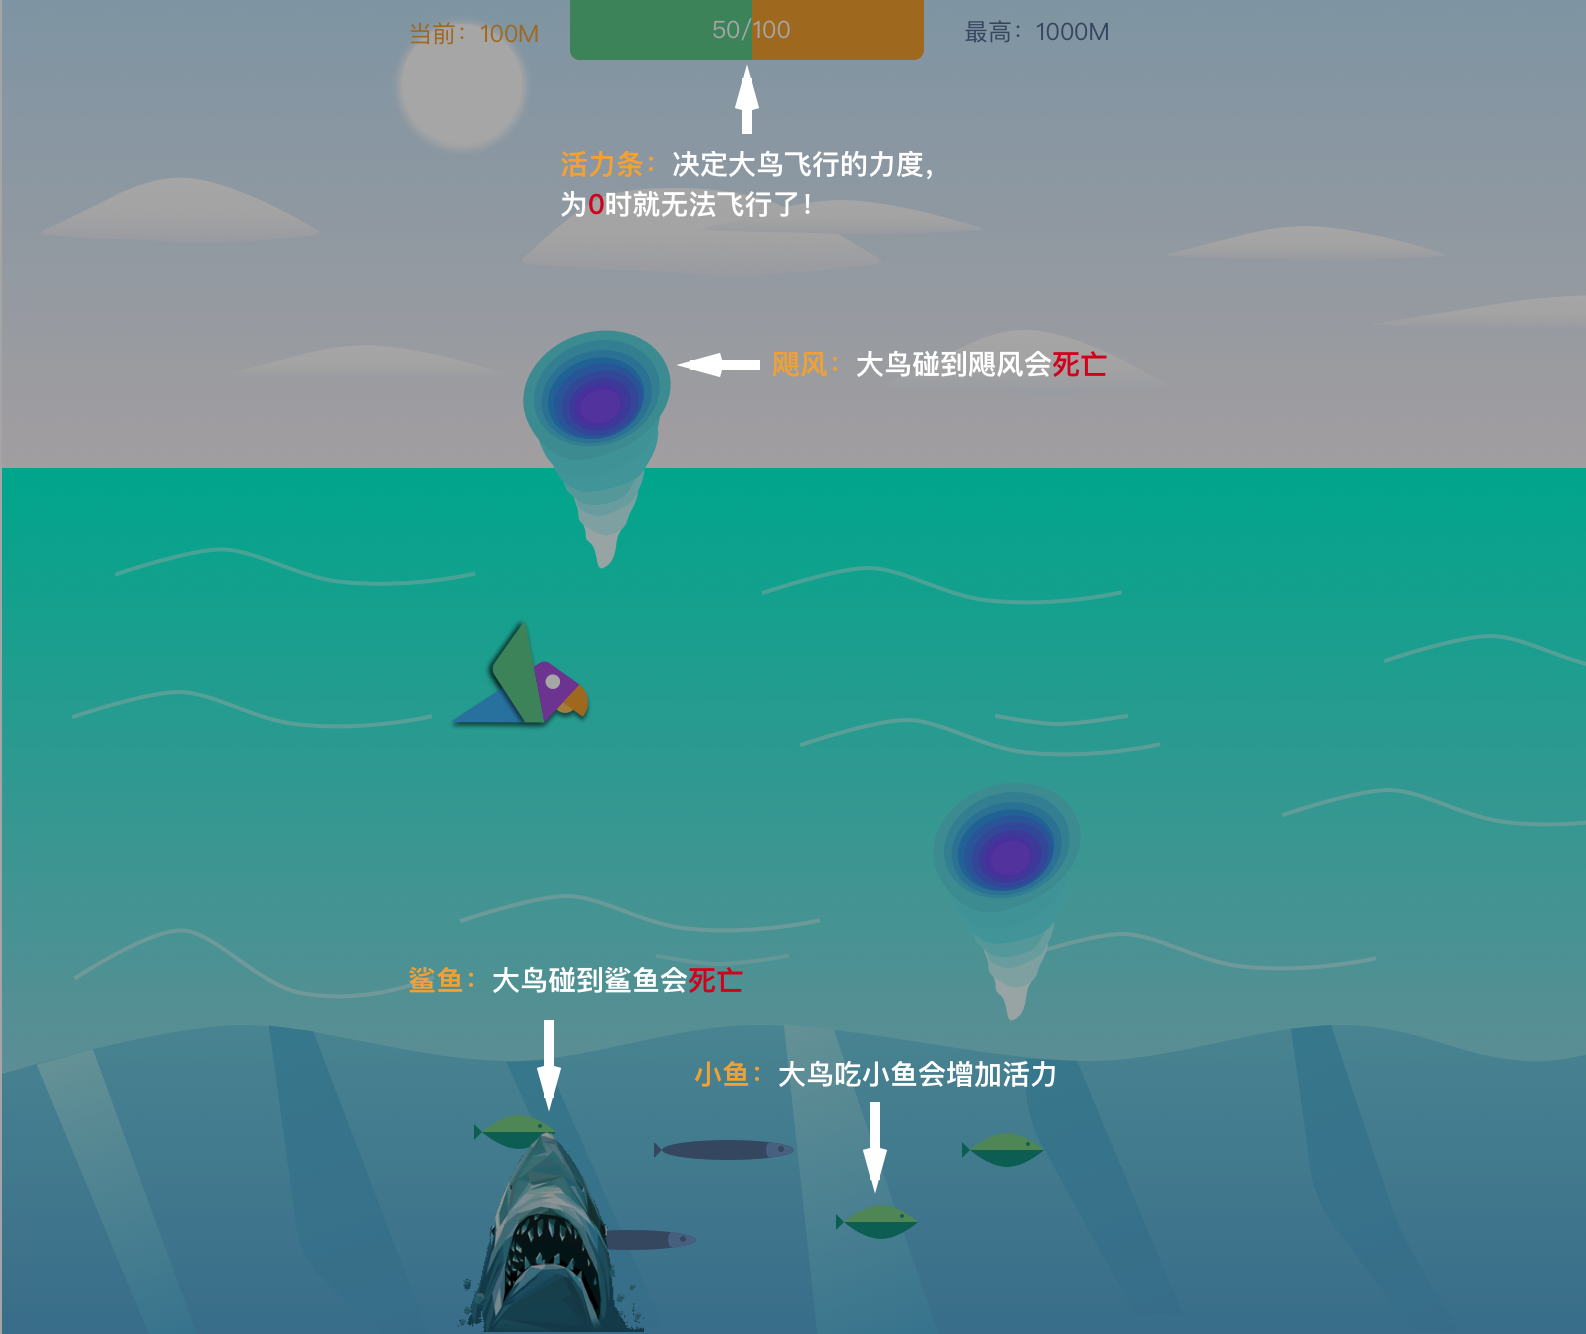 当前：100M
50/100
最高：1000M
活力条：决定大鸟飞行的力度，
为0时就无法飞行了！
飓风：大鸟碰到飓风会死亡
鲨鱼：大鸟碰到鲨鱼会死亡
小鱼：大鸟吃小鱼会增加活力